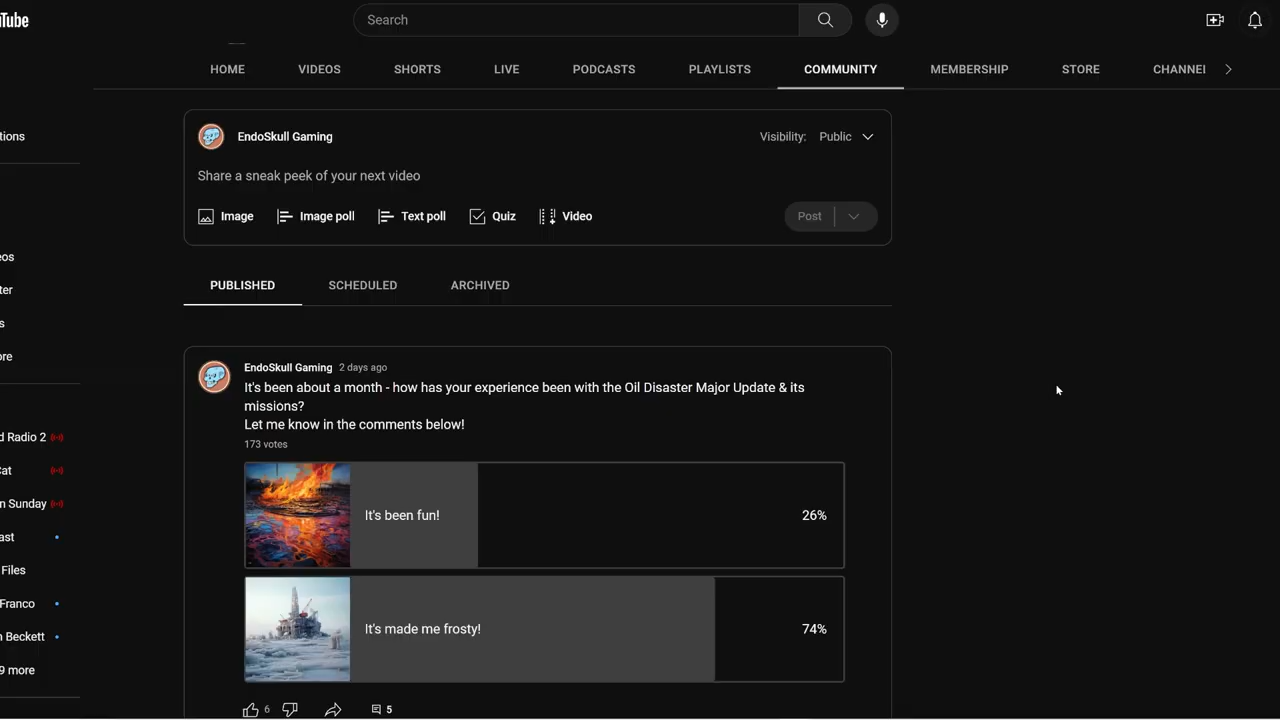 uTube
Search
HOME VIDEOS SHORTS LIVE PODCASTS PLAYLISTS COMMUNITY MEMBERSHIP STORE CHANNEL
EndoSkull Gaming
Visibility: Public
tions
Share a sneak peek of your next video
Image Image poll Text poll Quiz Video Post
eos
PUBLISHED SCHEDULED ARCHIVED
ter
s
ore
EndoSkull Gaming 2 days ago
It's been about a month - how has your experience been with the Oil Disaster Major Update & its
missions?
Let me know in the comments below!
173 votes
d Radio 2
Cat
n Sunday
It's been fun! 26%
ast
Files
Franco
It's made me frosty! 74%
n Beckett
9 more
6 5